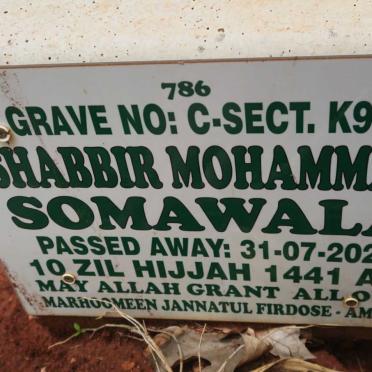 786
GRAVE NO: C-SECT. K9
SHABBIR MOHAMMA
SOMAWALA
PASSED AWAY: 31-07-202
10 ZIL HIJJAH 1441 A
MAY ALLAH GRANT ALL
MARHOOMEEN JANNATUL FIRDOSE - AM